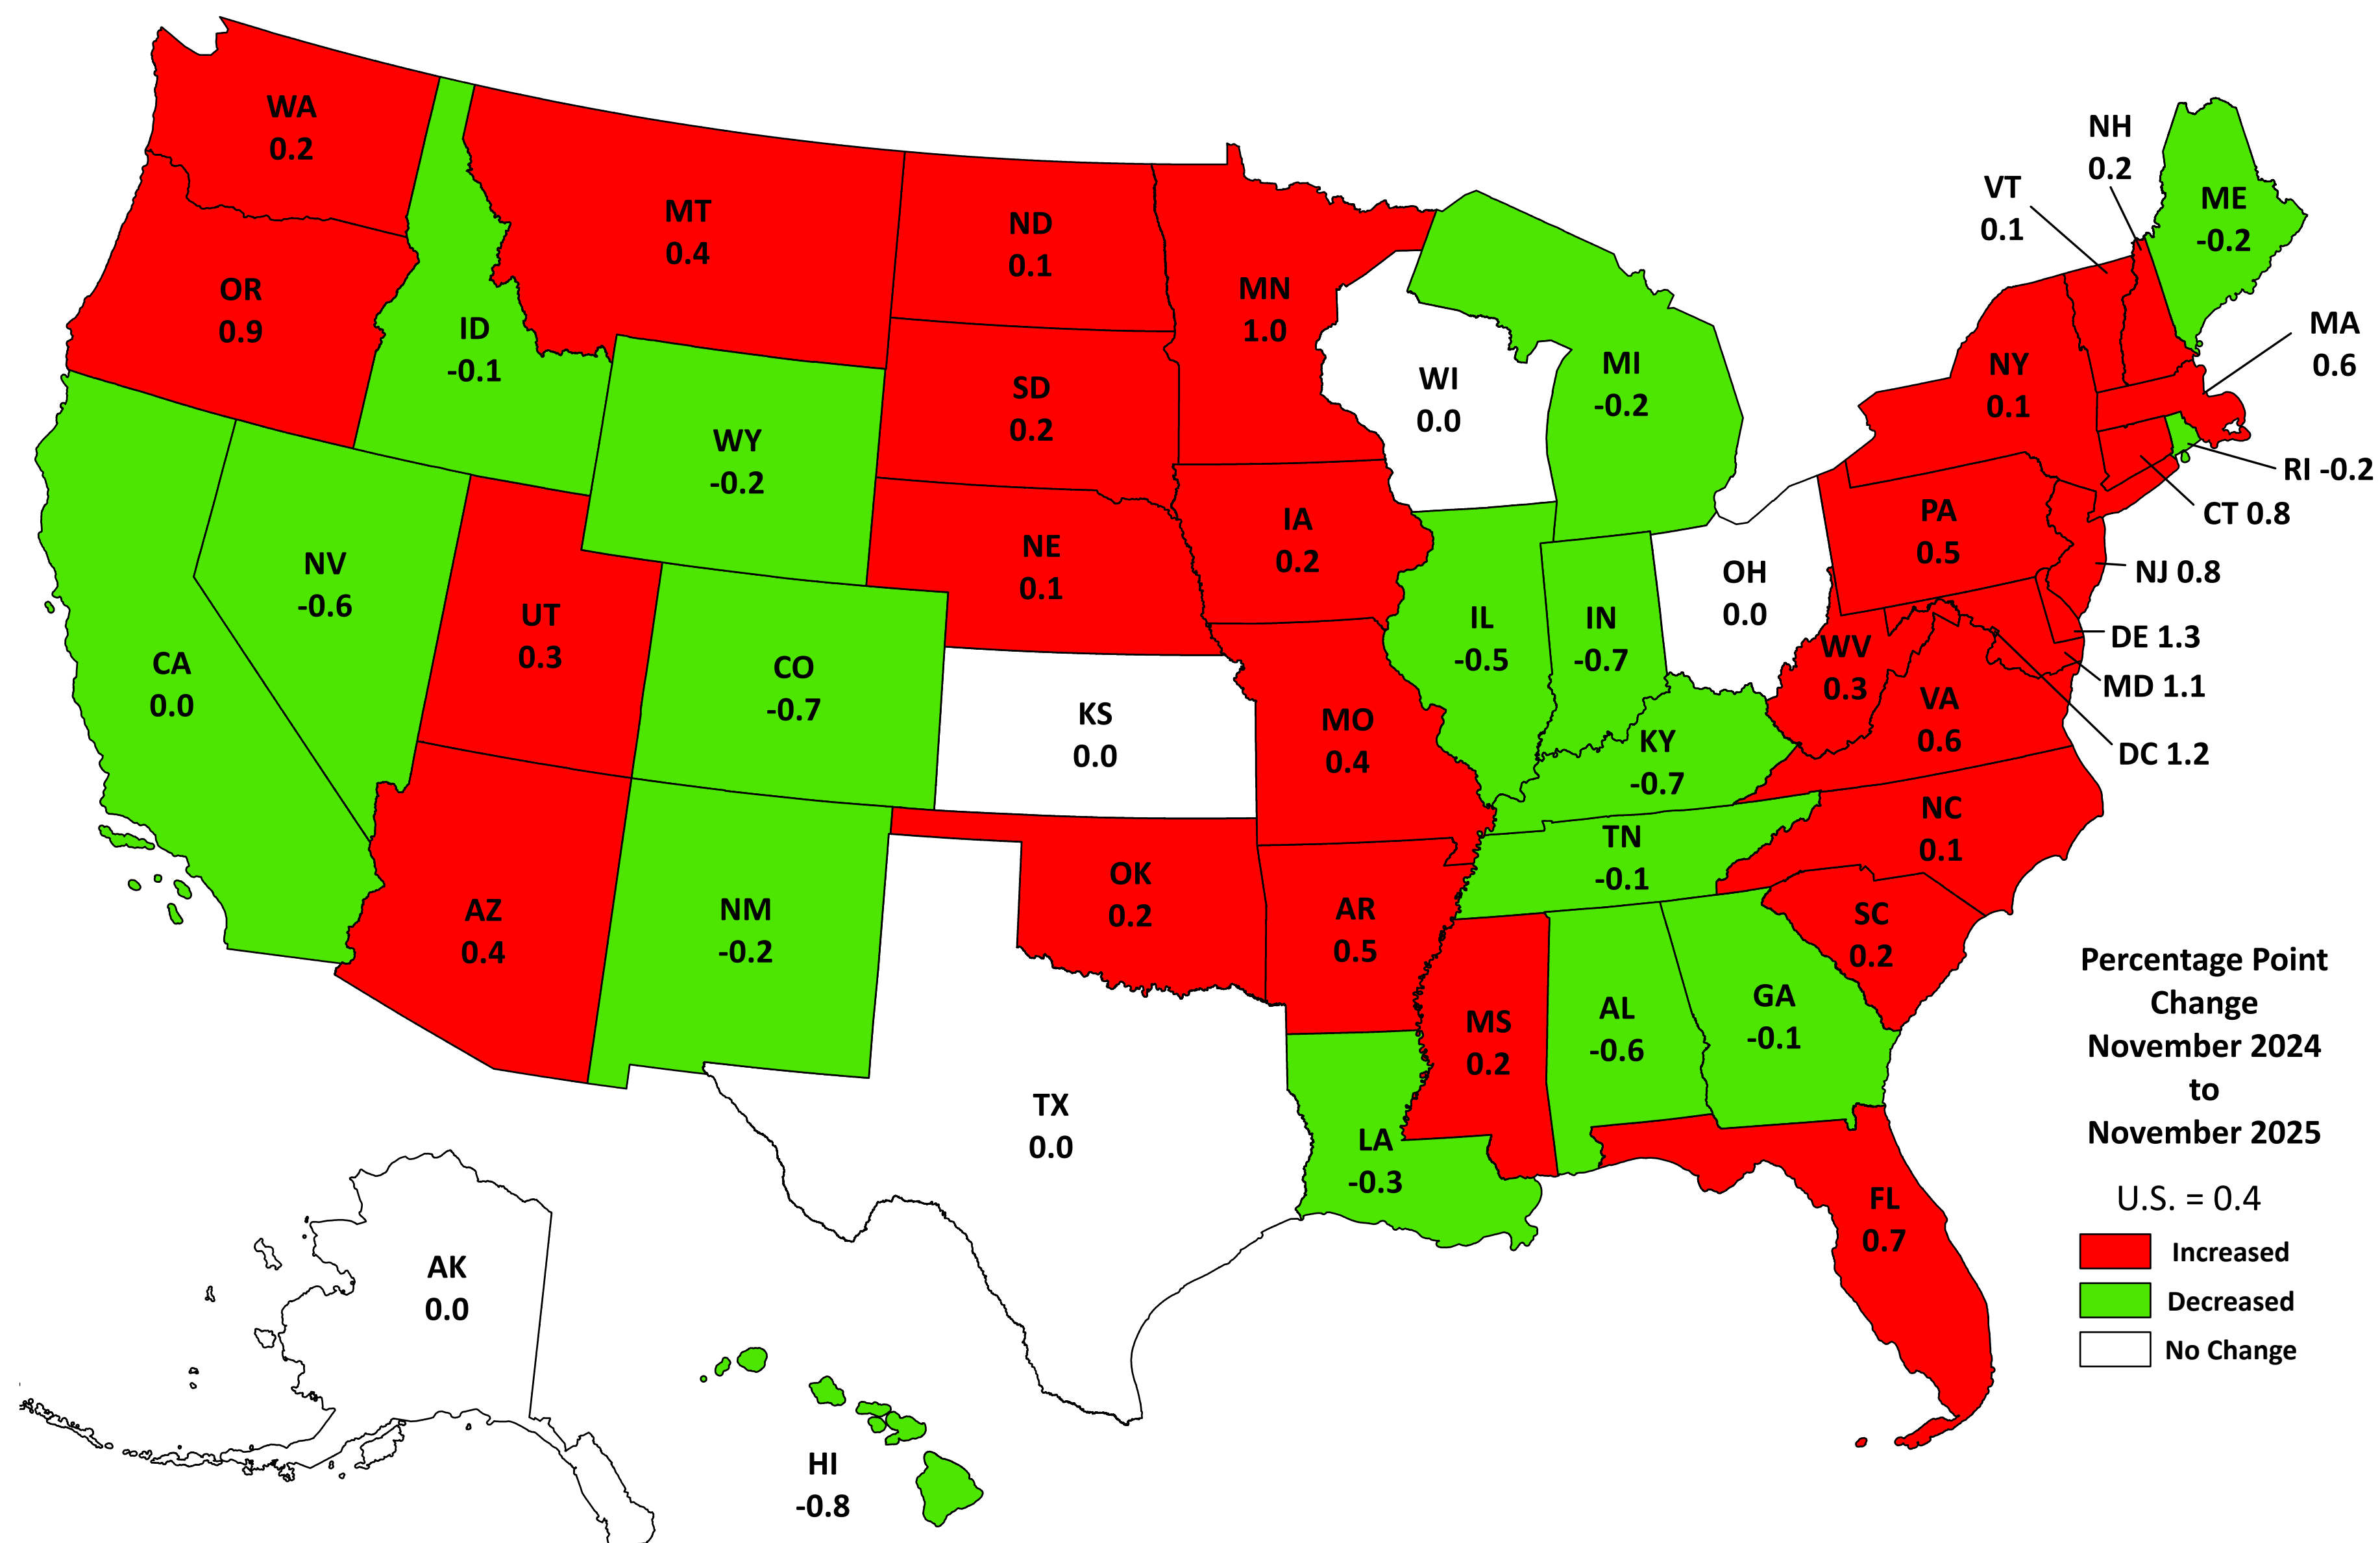 WA
0.2
OR
0.9
CA
0.0
NV
-0.6
ID
-0.1
MT
0.4
WY
-0.2
UT
0.3
CO
-0.7
AZ
0.4
NM
-0.2
ND
0.1
SD
0.2
NE
0.1
KS
0.0
OK
0.2
TX
0.0
MN
1.0
IA
0.2
MO
0.4
AR
0.5
LA
-0.3
WI
0.0
IL
-0.5
MI
-0.2
IN
-0.7
OH
0.0
KY
-0.7
TN
-0.1
MS
0.2
AL
-0.6
GA
-0.1
FL
0.7
SC
0.2
NC
0.1
VA
0.6
WV
0.3
PA
0.5
NY
0.1
VT
0.1
NH
0.2
ME
-0.2
MA
0.6
RI -0.2
CT 0.8
NJ 0.8
DE 1.3
MD 1.1
DC 1.2
AK
0.0
HI
-0.8
Percentage Point
Change
November 2024
to
November 2025
U.S. = 0.4
Increased
Decreased
No Change